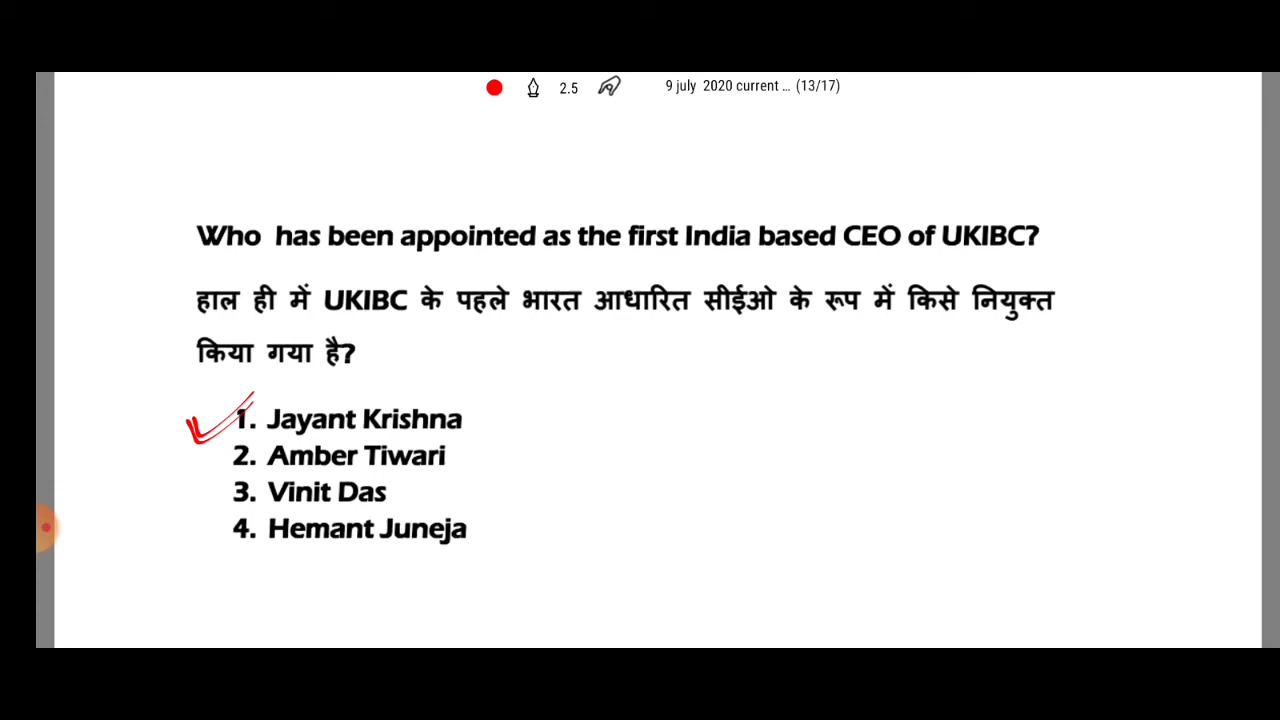 2.5 9 july 2020 current ... (13/17)
Who has been appointed as the first India based CEO of UKIBC?
हाल ही में UKIBC के पहले भारत आधारित सीईओ के रूप में किसे नियुक्त
किया गया है?
1. Jayant Krishna
2. Amber Tiwari
3. Vinit Das
4. Hemant Juneja